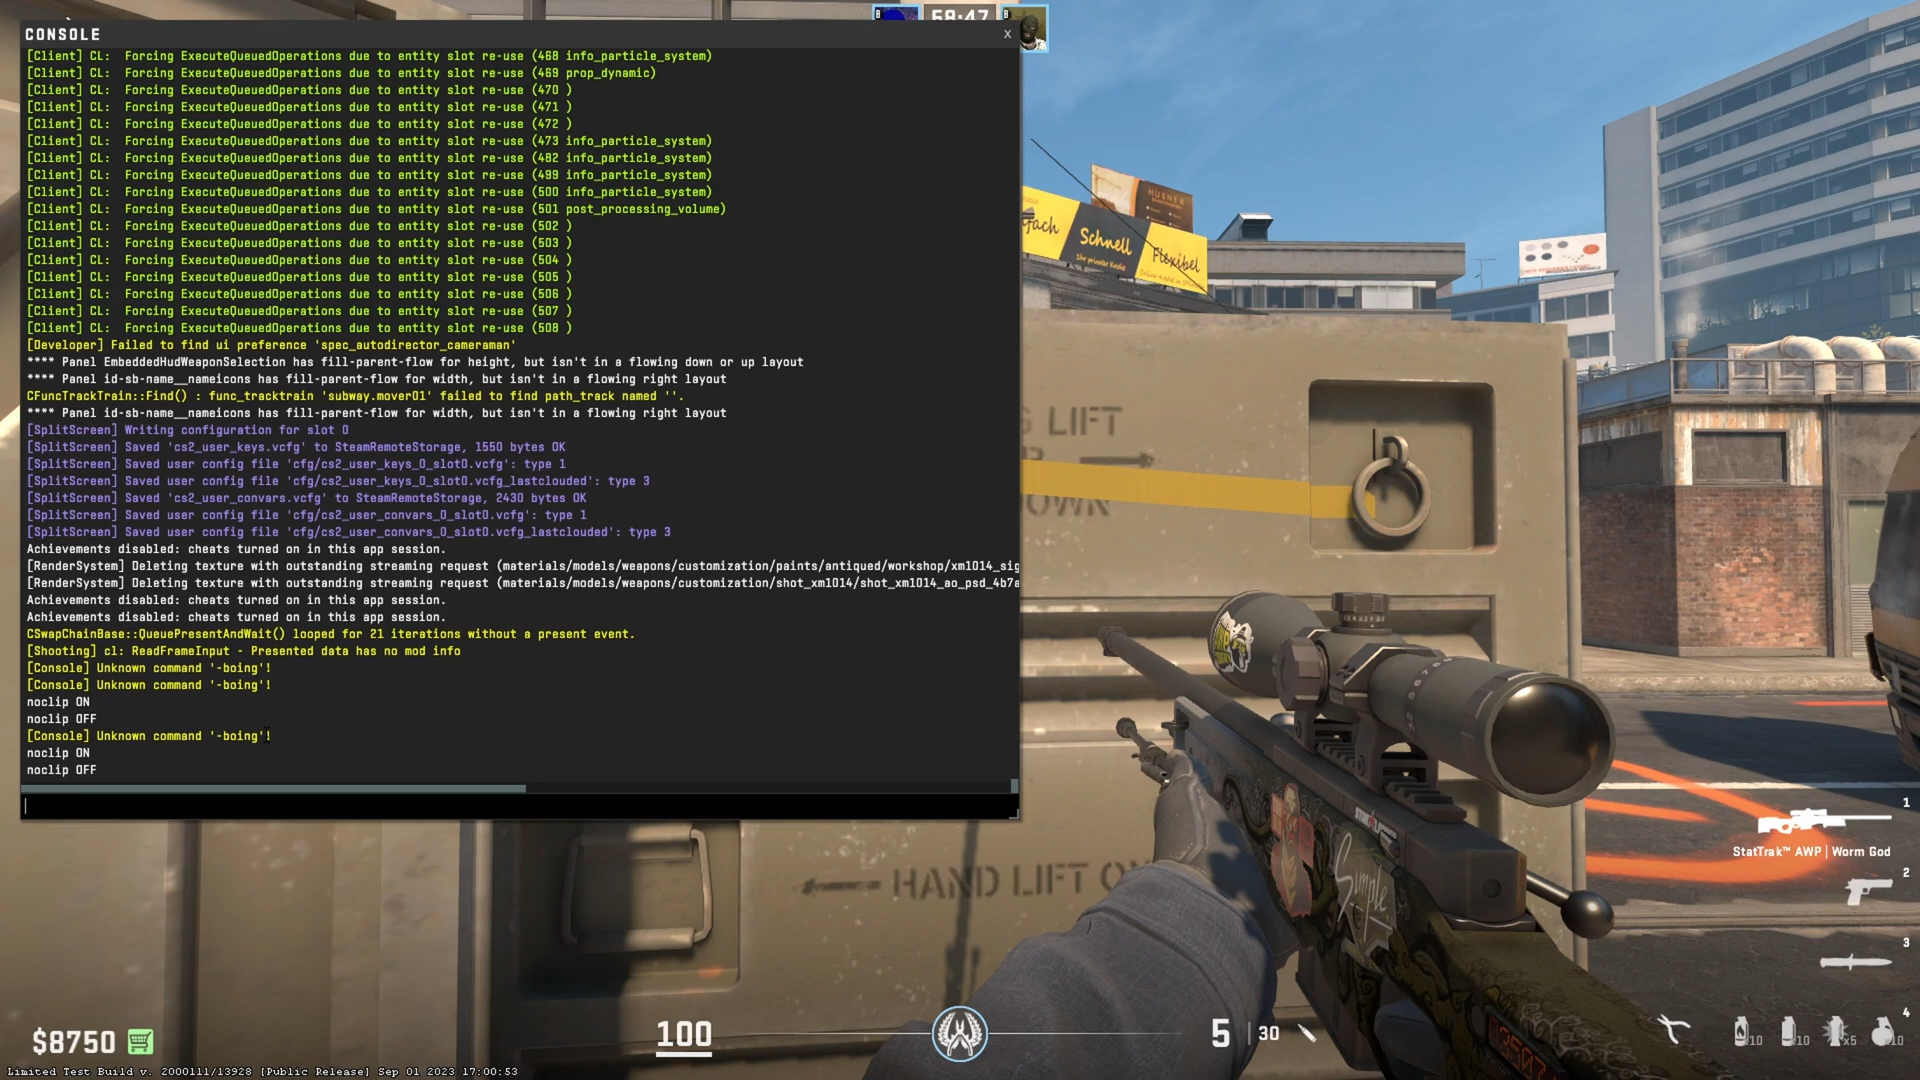 58:47
CONSOLE
x
[Client] CL:  Forcing ExecuteQueuedOperations due to entity slot re-use (468 info_particle_system)
[Client] CL:  Forcing ExecuteQueuedOperations due to entity slot re-use (469 prop_dynamic)
[Client] CL:  Forcing ExecuteQueuedOperations due to entity slot re-use (470 )
[Client] CL:  Forcing ExecuteQueuedOperations due to entity slot re-use (471 )
[Client] CL:  Forcing ExecuteQueuedOperations due to entity slot re-use (472 )
[Client] CL:  Forcing ExecuteQueuedOperations due to entity slot re-use (473 info_particle_system)
[Client] CL:  Forcing ExecuteQueuedOperations due to entity slot re-use (482 info_particle_system)
[Client] CL:  Forcing ExecuteQueuedOperations due to entity slot re-use (499 info_particle_system)
[Client] CL:  Forcing ExecuteQueuedOperations due to entity slot re-use (500 info_particle_system)
[Client] CL:  Forcing ExecuteQueuedOperations due to entity slot re-use (501 post_processing_volume)
[Client] CL:  Forcing ExecuteQueuedOperations due to entity slot re-use (502 )
[Client] CL:  Forcing ExecuteQueuedOperations due to entity slot re-use (503 )
[Client] CL:  Forcing ExecuteQueuedOperations due to entity slot re-use (504 )
[Client] CL:  Forcing ExecuteQueuedOperations due to entity slot re-use (505 )
[Client] CL:  Forcing ExecuteQueuedOperations due to entity slot re-use (506 )
[Client] CL:  Forcing ExecuteQueuedOperations due to entity slot re-use (507 )
[Client] CL:  Forcing ExecuteQueuedOperations due to entity slot re-use (508 )
[Developer] Failed to find ui preference 'spec_autodirector_cameraman'
**** Panel EmbeddedHudWeaponSelection has fill-parent-flow for height, but isn't in a flowing down or up layout
**** Panel id-sb-name__nameicons has fill-parent-flow for width, but isn't in a flowing right layout
CFuncTrackTrain::Find() : func_tracktrain 'subway.mover01' failed to find path_track named ''.
**** Panel id-sb-name__nameicons has fill-parent-flow for width, but isn't in a flowing right layout
[SplitScreen] Writing configuration for slot 0
[SplitScreen] Saved 'cs2_user_keys.vcfg' to SteamRemoteStorage, 1550 bytes OK
[SplitScreen] Saved user config file 'cfg/cs2_user_keys_0_slot0.vcfg': type 1
[SplitScreen] Saved user config file 'cfg/cs2_user_keys_0_slot0.vcfg_lastclouded': type 3
[SplitScreen] Saved 'cs2_user_convars.vcfg' to SteamRemoteStorage, 2430 bytes OK
[SplitScreen] Saved user config file 'cfg/cs2_user_convars_0_slot0.vcfg': type 1
[SplitScreen] Saved user config file 'cfg/cs2_user_convars_0_slot0.vcfg_lastclouded': type 3
Achievements disabled: cheats turned on in this app session.
[RenderSystem] Deleting texture with outstanding streaming request (materials/models/weapons/customization/paints/antiqued/workshop/xm1014_sig
[RenderSystem] Deleting texture with outstanding streaming request (materials/models/weapons/customization/shot_xm1014/shot_xm1014_ao_psd_4b7a
Achievements disabled: cheats turned on in this app session.
Achievements disabled: cheats turned on in this app session.
CSwapChainBase::QueuePresentAndWait() looped for 21 iterations without a present event.
[Shooting] cl: ReadFrameInput - Presented data has no mod info
[Console] Unknown command '-boing'!
[Console] Unknown command '-boing'!
noclip ON
noclip OFF
[Console] Unknown command '-boing'!
noclip ON
noclip OFF
HUSNER
fach
Schnell
Flexibel
LIFT
OWN
HAND LIFT O
Simple
1
StatTrak™ AWP | Worm God
2
3
4
$8750
100
5 | 30
x10
x10
x5
x10
Limited Test Build v. 2000111/13928 [Public Release] Sep 01 2023 17:00:53